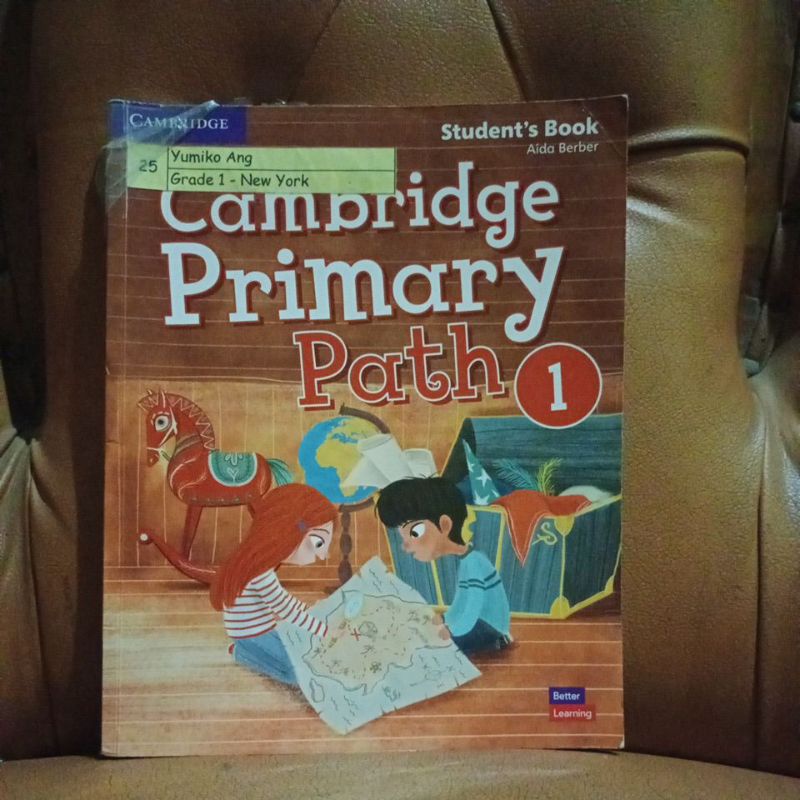 CAMBRIDGE
Student's Book
Aída Berber
25
Yumiko Ang
Grade 1 - New York
Cambridge
Primary
Path 1
S
Better
Learning